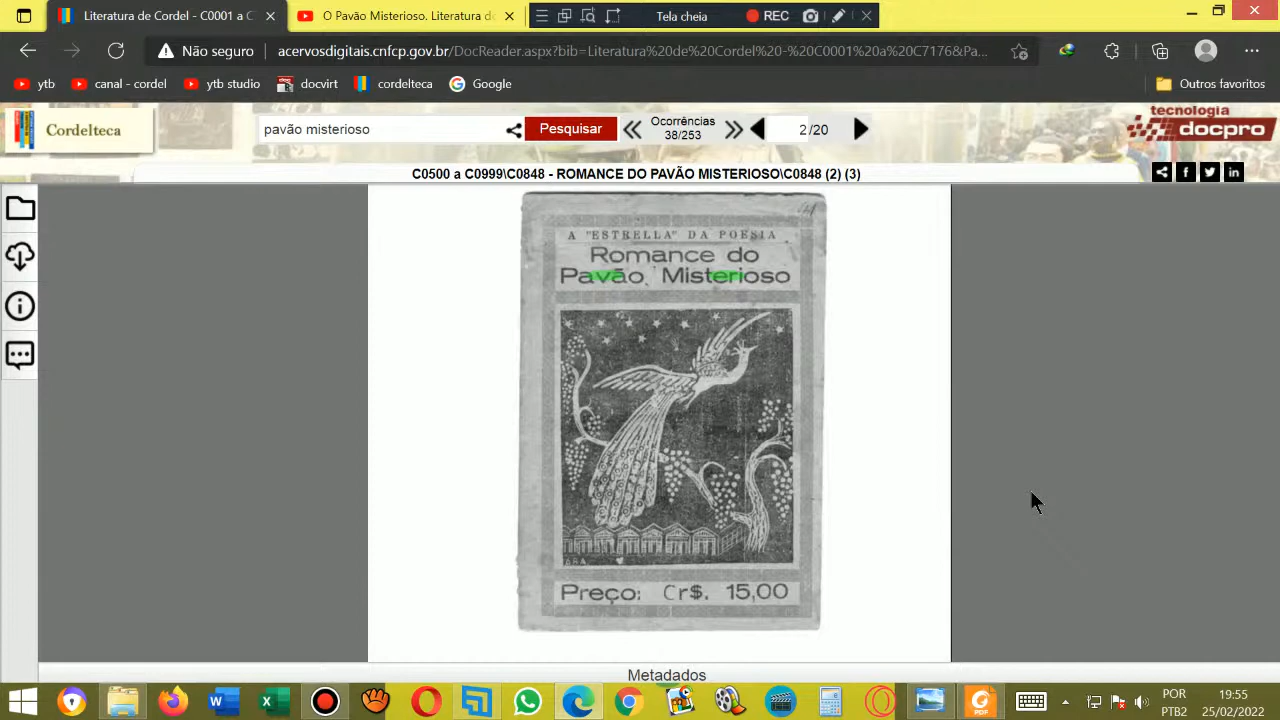 Literatura de Cordel - C0001 a C
O Pavão Misterioso. Literatura de
Tela cheia
REC
Não seguro
acervosdigitais.cnfcp.gov.br/DocReader.aspx?bib=Literatura%20de%20Cordel%20-%20C0001%20a%20C7176&Pa...
ytb
canal - cordel
ytb studio
docvirt
cordelteca
Google
Outros favoritos
Cordelteca
pavão misterioso
Pesquisar
Ocorrências
38/253
2/20
tecnologia
docpro
C0500 a C0999\C0848 - ROMANCE DO PAVÃO MISTERIOSO\C0848 (2) (3)
A "ESTRELLA" DA POESIA
Romance do
Pavão Misterioso
Preço: Cr$. 15,00
Metadados
POR
PTB2
19:55
25/02/2022